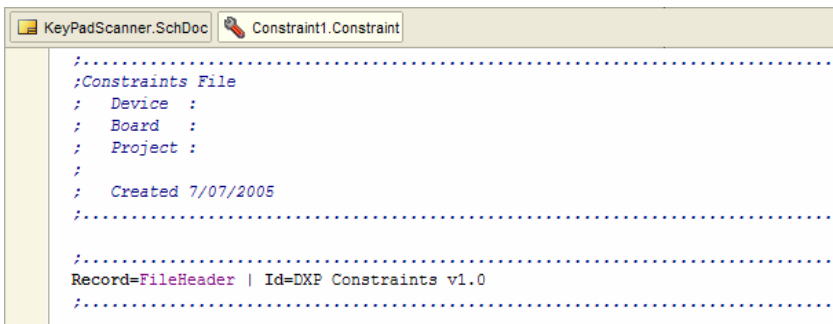 KeyPadScanner.SchDoc Constraint1.Constraint
;...............................................................................
;Constraints File
;   Device  :
;   Board   :
;   Project :
;
;   Created 7/07/2005
;...............................................................................
;...............................................................................
Record=FileHeader | Id=DXP Constraints v1.0
;...............................................................................